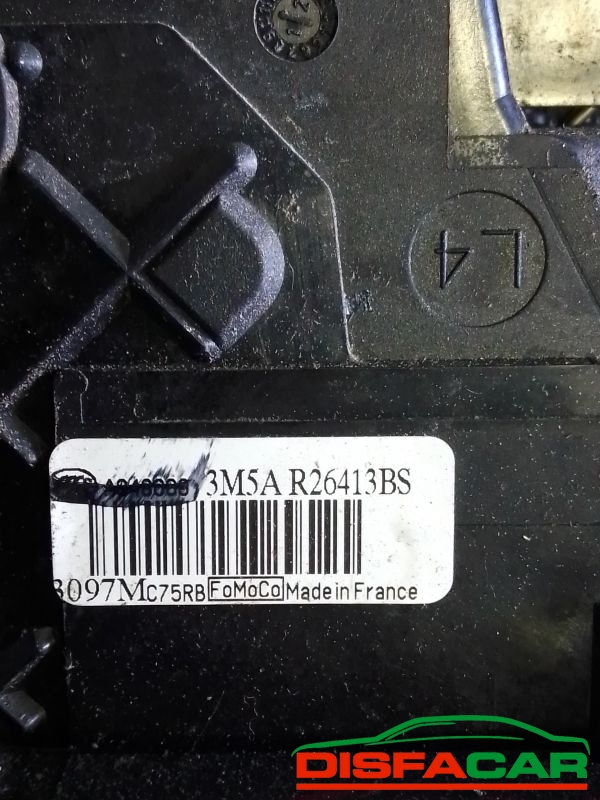 L4
3M5A R26413BS
3097M C75RB FoMoCo Made in France
DISFACAR